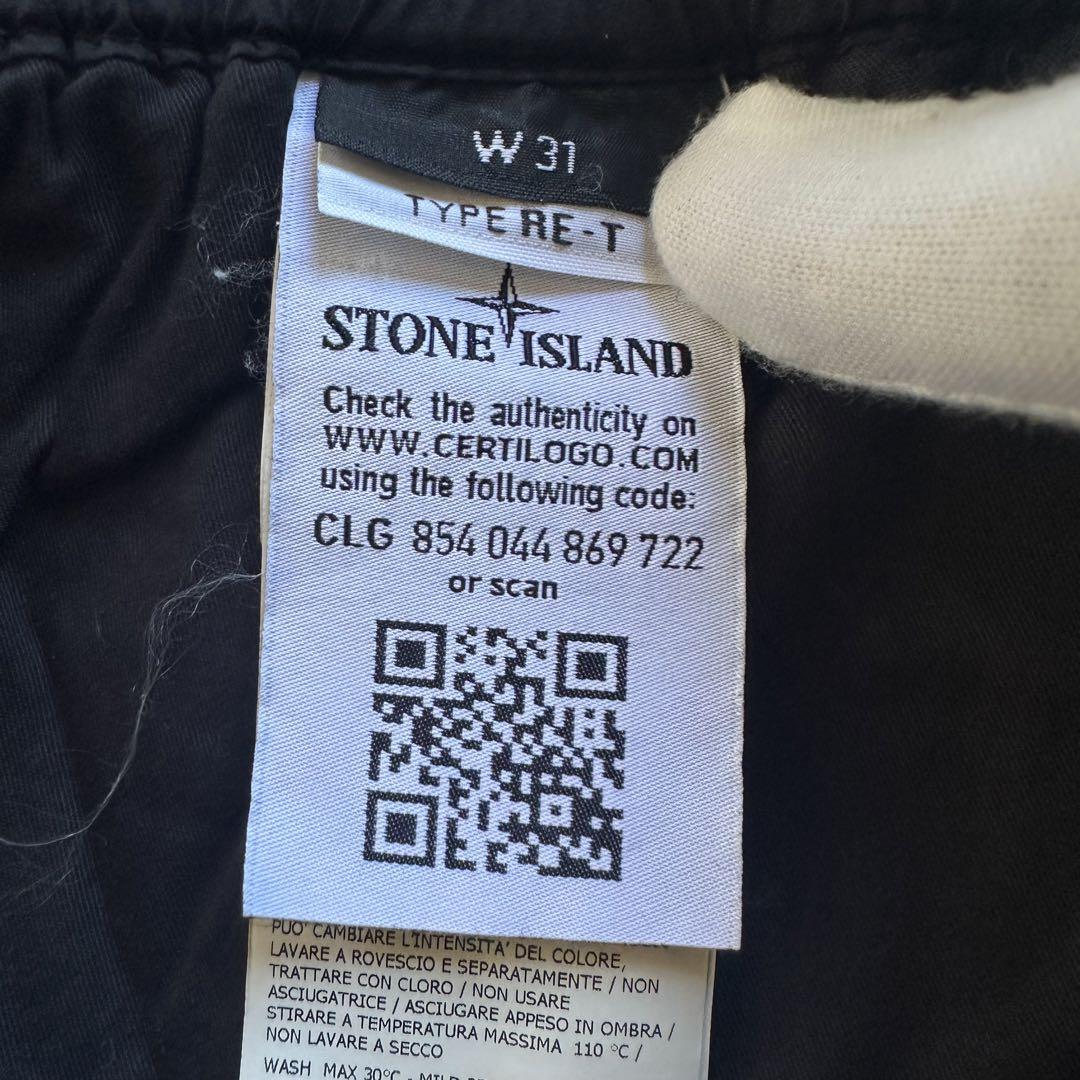 W 31
TYPE RE-T
STONE ISLAND
Check the authenticity on
WWW.CERTILOGO.COM
using the following code:
CLG 854 044 869 722
or scan
PUO' CAMBIARE L'INTENSITA' DEL COLORE,
LAVARE A ROVESCIO E SEPARATAMENTE / NON
TRATTARE CON CLORO / NON USARE
ASCIUGATRICE / ASCIUGARE APPESO IN OMBRA /
STIRARE A TEMPERATURA MASSIMA 110 °C /
NON LAVARE A SECCO
WASH MAX 30°C - MILD